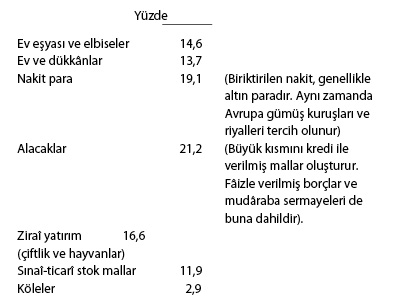 Yüzde
Ev eşyası ve elbiseler 14,6
Ev ve dükkânlar 13,7
Nakit para 19,1 (Biriktirilen nakit, genellikle
altın paradır. Aynı zamanda
Avrupa gümüş kuruşları ve
riyalleri tercih olunur)
Alacaklar 21,2 (Büyük kısmını kredi ile
verilmiş mallar oluşturur.
Fâizle verilmiş borçlar ve
mudâraba sermayeleri de
buna dahildir).
Ziraî yatırım 16,6
(çiftlik ve hayvanlar)
Sınaî-ticarî stok mallar 11,9
Köleler 2,9